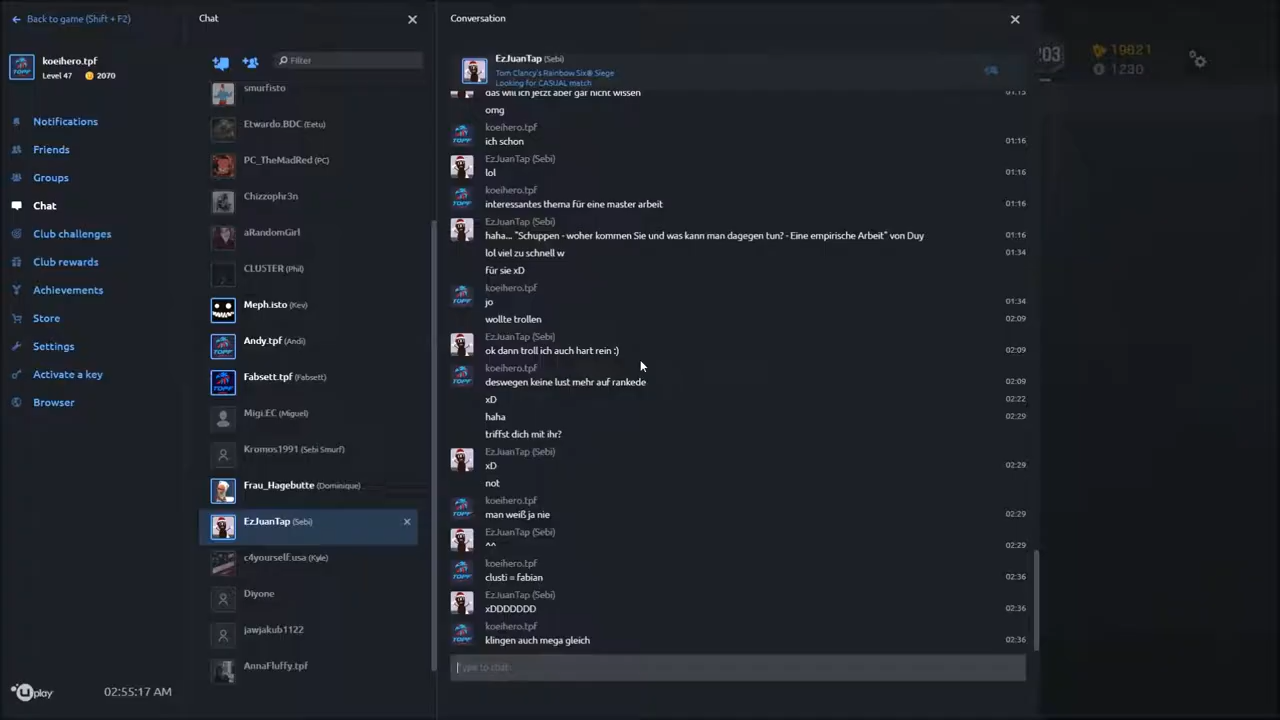 Back to game (Shift + F2)
Chat
Conversation
koeihero.tpf
Level 47
2070
Filter
EzJuanTap (Sebi)
Tom Clancy's Rainbow Six® Siege
Looking for CASUAL match
203
19821
1230
Notifications
Friends
Groups
Chat
Club challenges
Club rewards
Achievements
Store
Settings
Activate a key
Browser
smurfisto
Etwardo.BDC (Eetu)
PC_TheMadRed (PC)
Chizzophr3n
aRandomGirl
CLUSTER (Phil)
Meph.isto (Kev)
Andy.tpf (Andi)
Fabsett.tpf (Fabsett)
Migi.EC (Miguel)
Kromos1991 (Sebi Smurf)
Frau_Hagebutte (Dominique)
EzJuanTap (Sebi)
c4yourself.usa (Kyle)
Diyone
jawjakub1122
AnnaFluffy.tpf
das will ich jetzt aber gar nicht wissen
omg
koeihero.tpf
ich schon 01:16
EzJuanTap (Sebi)
lol 01:16
koeihero.tpf
interessantes thema für eine master arbeit 01:16
EzJuanTap (Sebi)
haha... "Schuppen - woher kommen Sie und was kann man dagegen tun? - Eine empirische Arbeit" von Duy 01:16
lol viel zu schnell w 01:34
für sie xD
koeihero.tpf
jo 01:34
wollte trollen 02:09
EzJuanTap (Sebi)
ok dann troll ich auch hart rein :) 02:09
koeihero.tpf
deswegen keine lust mehr auf rankede 02:09
xD 02:22
haha 02:29
triffst dich mit ihr?
EzJuanTap (Sebi)
xD 02:29
not
koeihero.tpf
man weiß ja nie 02:29
EzJuanTap (Sebi)
^^ 02:29
koeihero.tpf
clusti = fabian 02:36
EzJuanTap (Sebi)
xDDDDDDD 02:36
koeihero.tpf
klingen auch mega gleich 02:36
Type to chat
uplay
02:55:17 AM